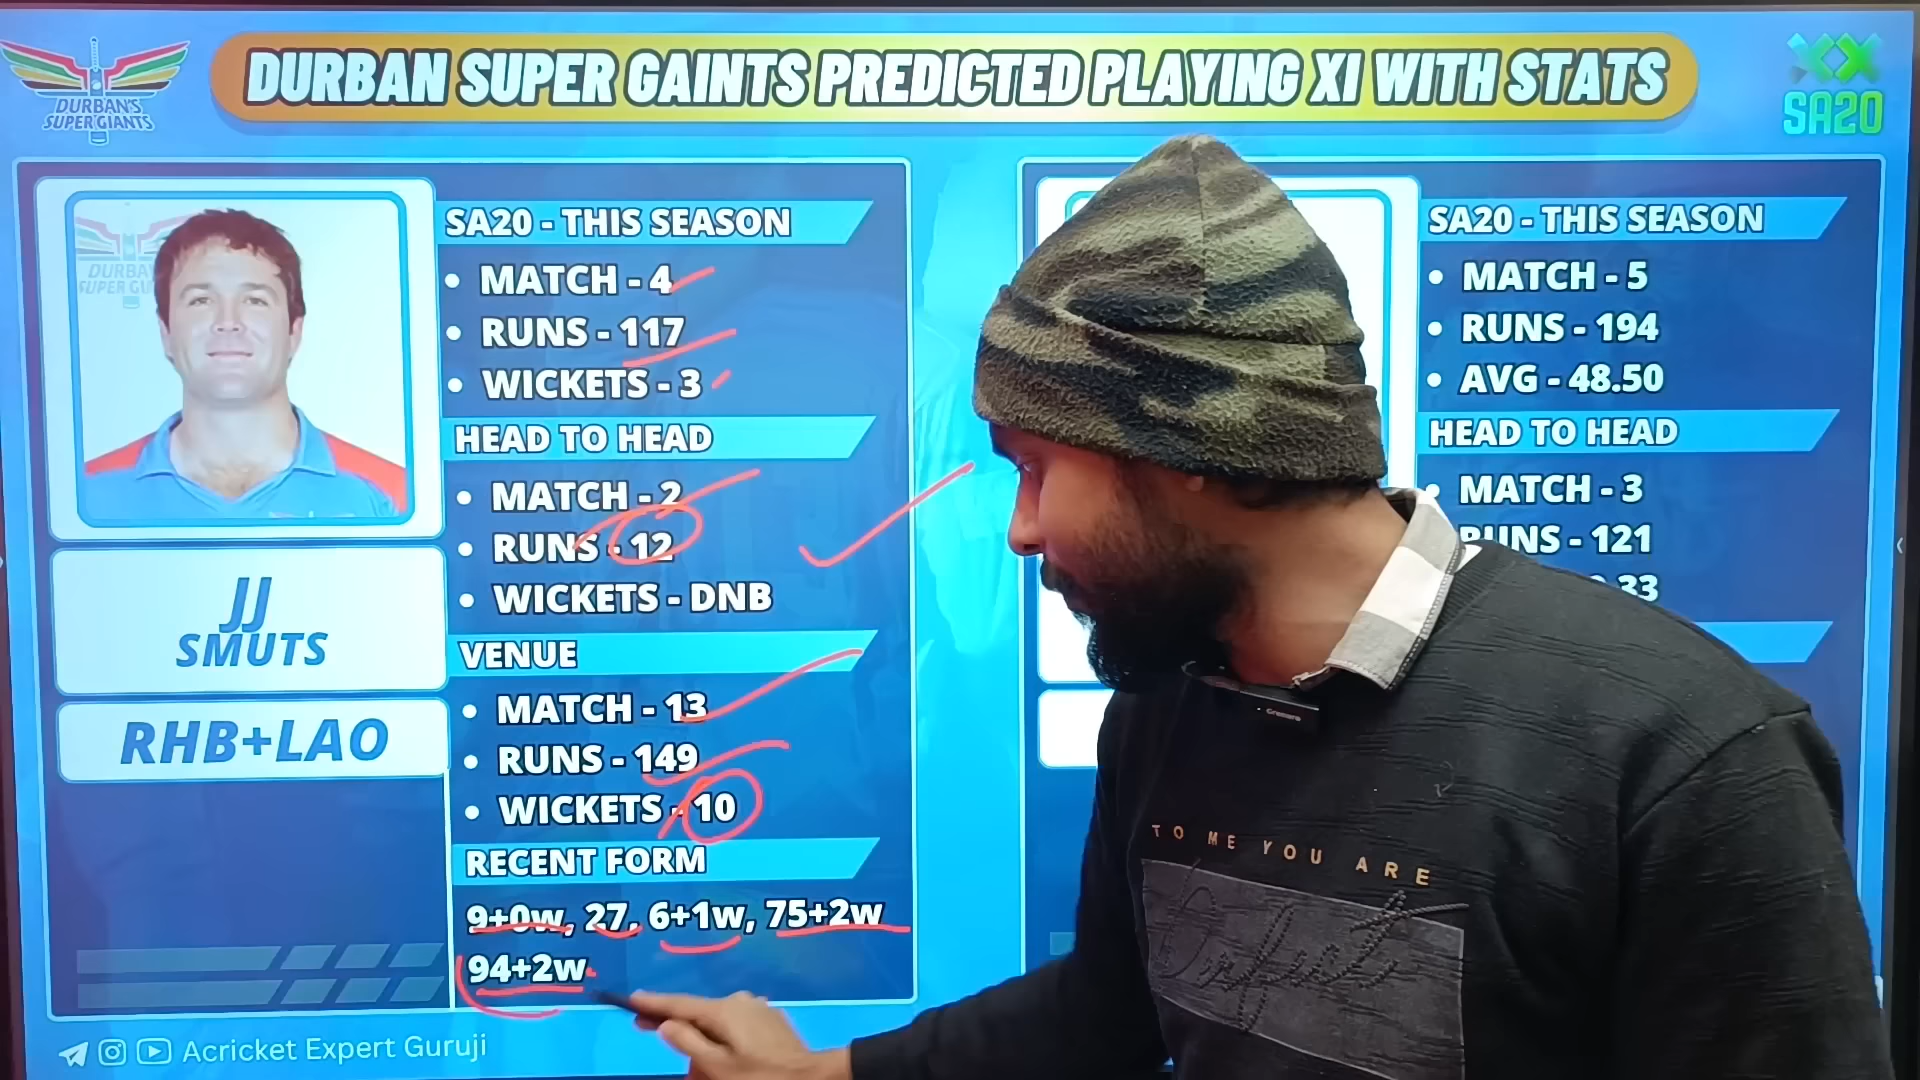 DURBAN'S
SUPER GIANTS
DURBAN SUPER GAINTS PREDICTED PLAYING XI WITH STATS
SA20
SA20 - THIS SEASON
• MATCH - 4
• RUNS - 117
• WICKETS - 3
HEAD TO HEAD
• MATCH - 2
• RUNS - 12
• WICKETS - DNB
VENUE
• MATCH - 13
• RUNS - 149
• WICKETS - 10
RECENT FORM
9+0w, 27, 6+1w, 75+2w
94+2w
JJ
SMUTS
RHB+LAO
Acricket Expert Guruji
SA20 - THIS SEASON
• MATCH - 5
• RUNS - 194
• AVG - 48.50
HEAD TO HEAD
• MATCH - 3
RUNS - 121
33
TO ME YOU ARE
Perfect